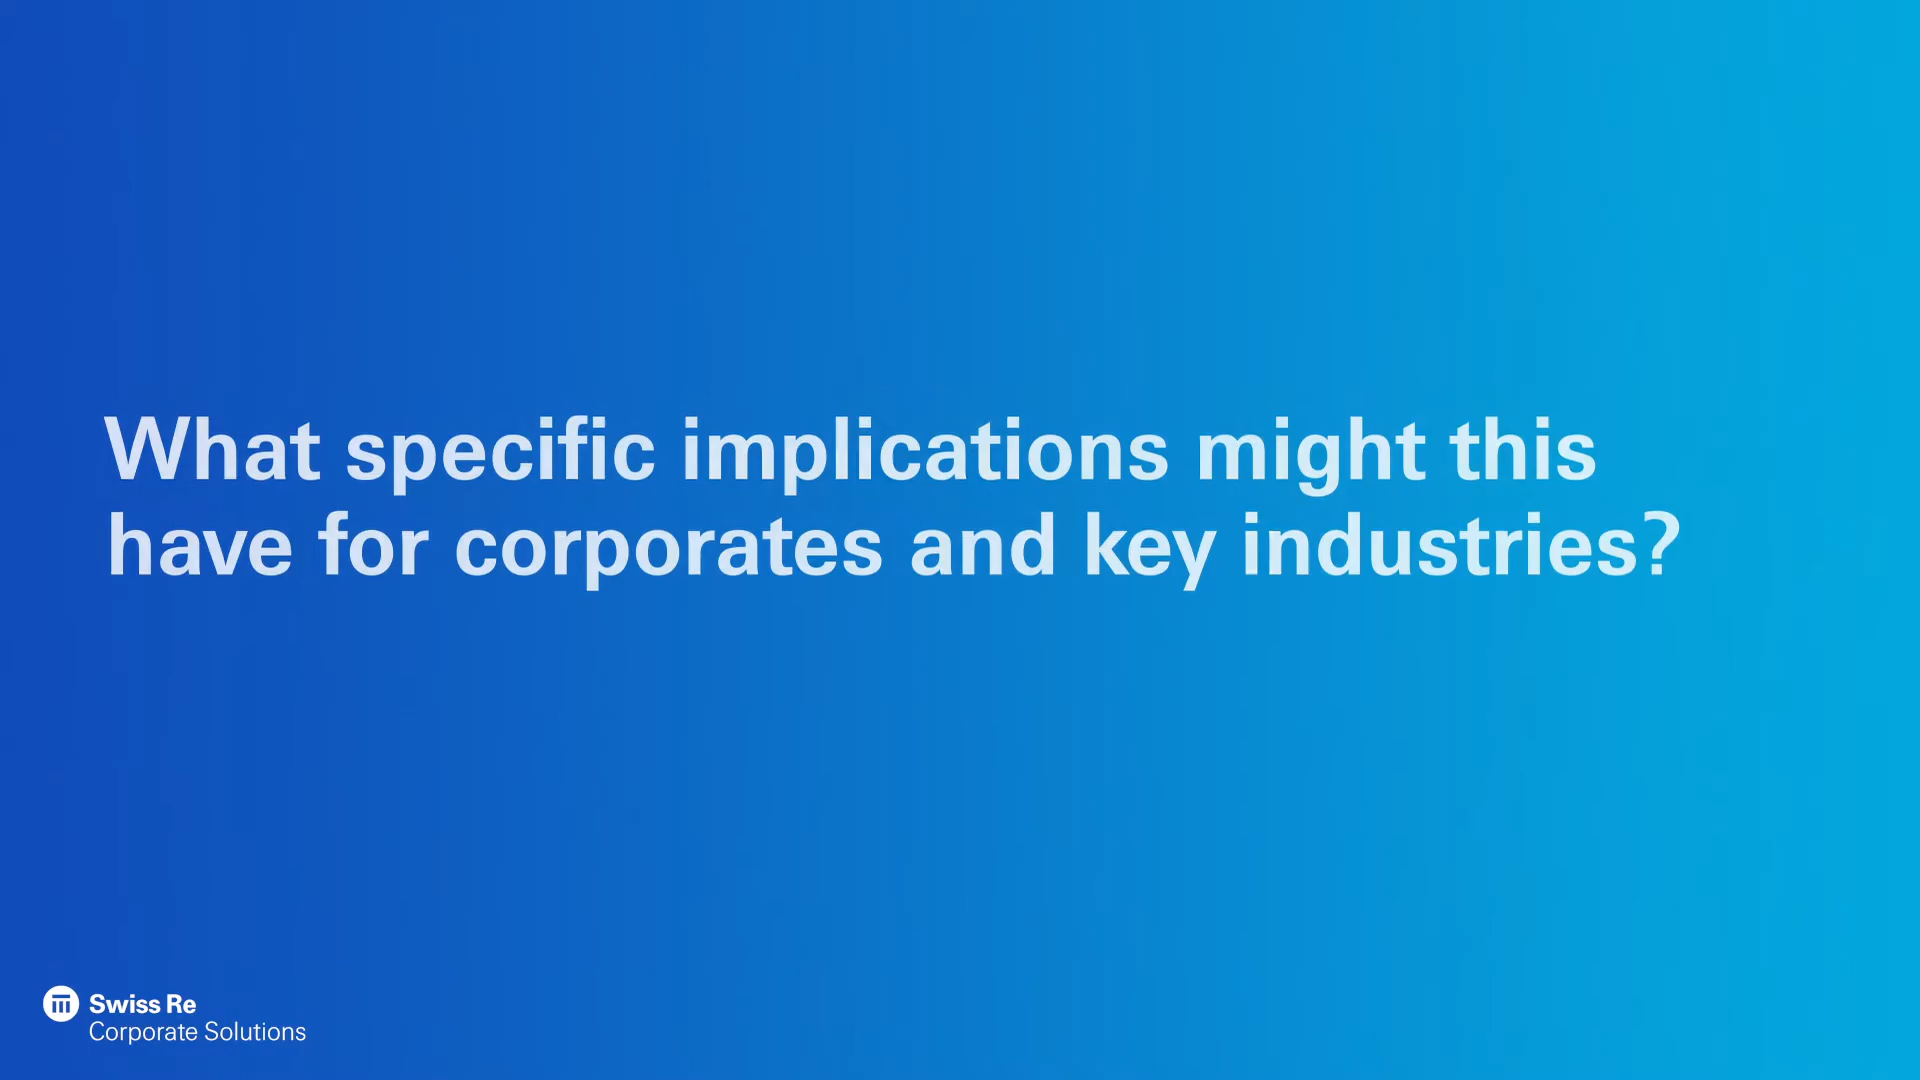 What specific implications might this
have for corporates and key industries?
Swiss Re
Corporate Solutions